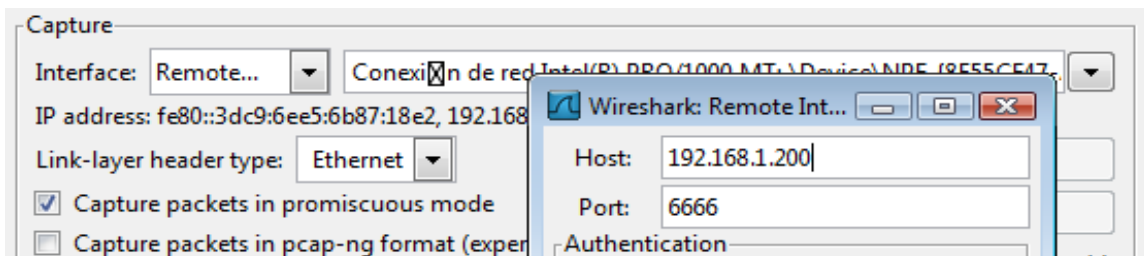 Capture
Interface: Remote... Conexi☒n de red Intel(R) PRO/1000 MT: \Device\NPF_{8F55CF47-
IP address: fe80::3dc9:6ee5:6b87:18e2, 192.168
Wireshark: Remote Int...
Link-layer header type: Ethernet
Host: 192.168.1.200
Capture packets in promiscuous mode
Port: 6666
Capture packets in pcap-ng format (exper
Authentication